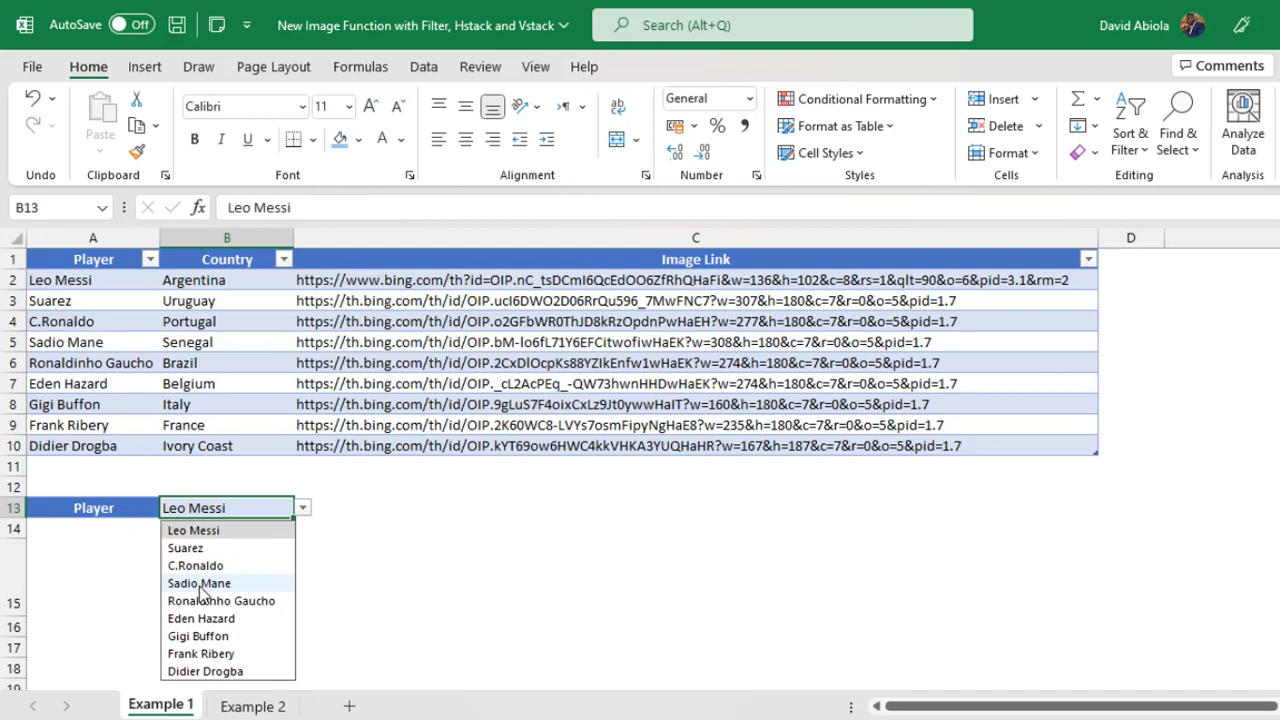 AutoSave Off New Image Function with Filter, Hstack and Vstack Search (Alt+Q) David Abiola
File Home Insert Draw Page Layout Formulas Data Review View Help Comments
Paste
Calibri 11
B I U A
General
Conditional Formatting
Format as Table
Cell Styles
Insert
Delete
Format
Sort & Filter
Find & Select
Analyze Data
Undo Clipboard Font Alignment Number Styles Cells Editing Analysis
B13 fx Leo Messi
A B C D
1 Player Country Image Link
2 Leo Messi Argentina https://www.bing.com/th?id=OIP.nC_tsDCmI6QcEdOO6ZfRhQHaFi&w=136&h=102&c=8&rs=1&qlt=90&o=6&pid=3.1&rm=2
3 Suarez Uruguay https://th.bing.com/th/id/OIP.ucI6DWO2D06RrQu596_7MwFNC7?w=307&h=180&c=7&r=0&o=5&pid=1.7
4 C.Ronaldo Portugal https://th.bing.com/th/id/OIP.o2GFbWR0ThJD8kRzOpdnPwHaEH?w=277&h=180&c=7&r=0&o=5&pid=1.7
5 Sadio Mane Senegal https://th.bing.com/th/id/OIP.bM-Io6fL71Y6EFCitwofiwHaEK?w=308&h=180&c=7&r=0&o=5&pid=1.7
6 Ronaldinho Gaucho Brazil https://th.bing.com/th/id/OIP.2CxDlOcpKs88YZIkEnfw1wHaEK?w=274&h=180&c=7&r=0&o=5&pid=1.7
7 Eden Hazard Belgium https://th.bing.com/th/id/OIP._cL2AcPEq_-QW73hwnHHDwHaEK?w=274&h=180&c=7&r=0&o=5&pid=1.7
8 Gigi Buffon Italy https://th.bing.com/th/id/OIP.9gLuS7F4oixCxLz9Jt0ywwHaIT?w=160&h=180&c=7&r=0&o=5&pid=1.7
9 Frank Ribery France https://th.bing.com/th/id/OIP.2K60WC8-LVYs7osmFipyNgHaE8?w=235&h=180&c=7&r=0&o=5&pid=1.7
10 Didier Drogba Ivory Coast https://th.bing.com/th/id/OIP.kYT69ow6HWC4kkVHKA3YUQHaHR?w=167&h=187&c=7&r=0&o=5&pid=1.7
11
12
13 Player Leo Messi
14 Leo Messi
Suarez
C.Ronaldo
Sadio Mane
15 Ronaldinho Gaucho
16 Eden Hazard
17 Gigi Buffon
Frank Ribery
18 Didier Drogba
19
Example 1 Example 2